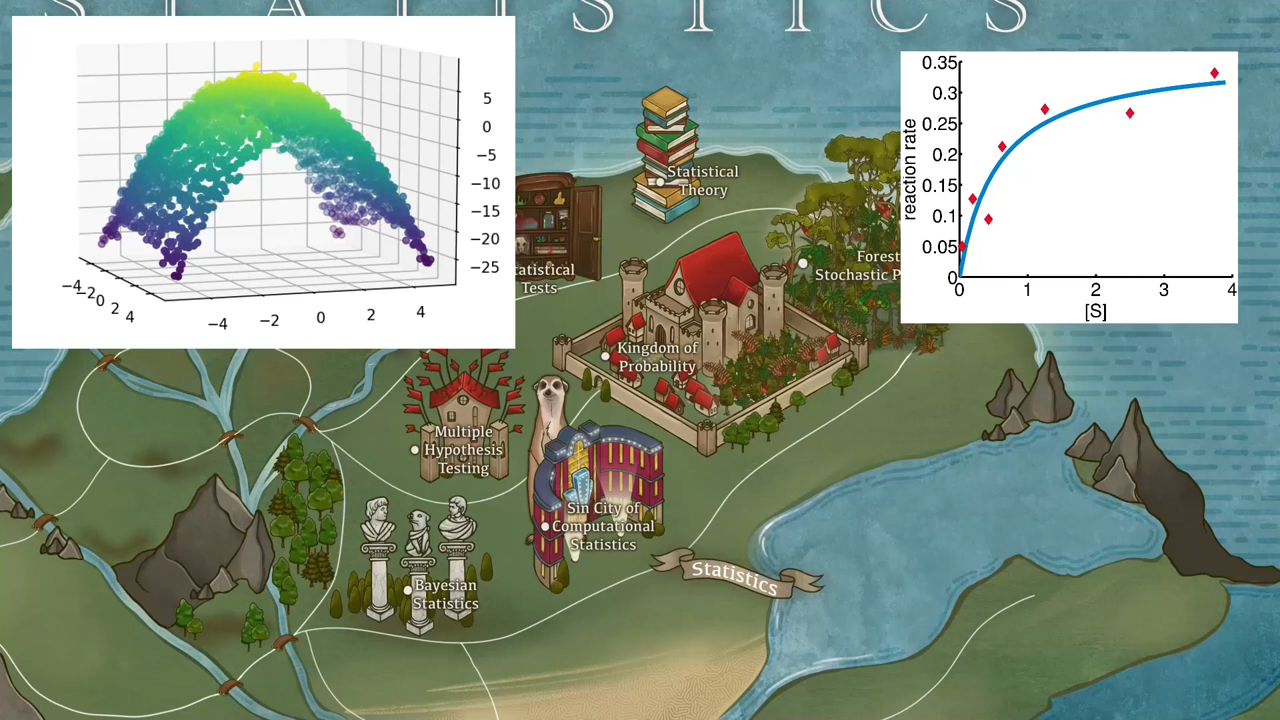 STATISTICS
5
0
−5
−10
−15
−20
−25
−4
−2
0
2
4
−4
−2
0
2
4
0.35
0.3
0.25
0.2
0.15
0.1
0.05
0
reaction rate
0
1
2
3
4
[S]
Statistical
Theory
Tests
Forest
Stochastic
Kingdom of
Probability
Multiple
Hypothesis
Testing
Sin City of
Computational
Statistics
Statistics
Bayesian
Statistics